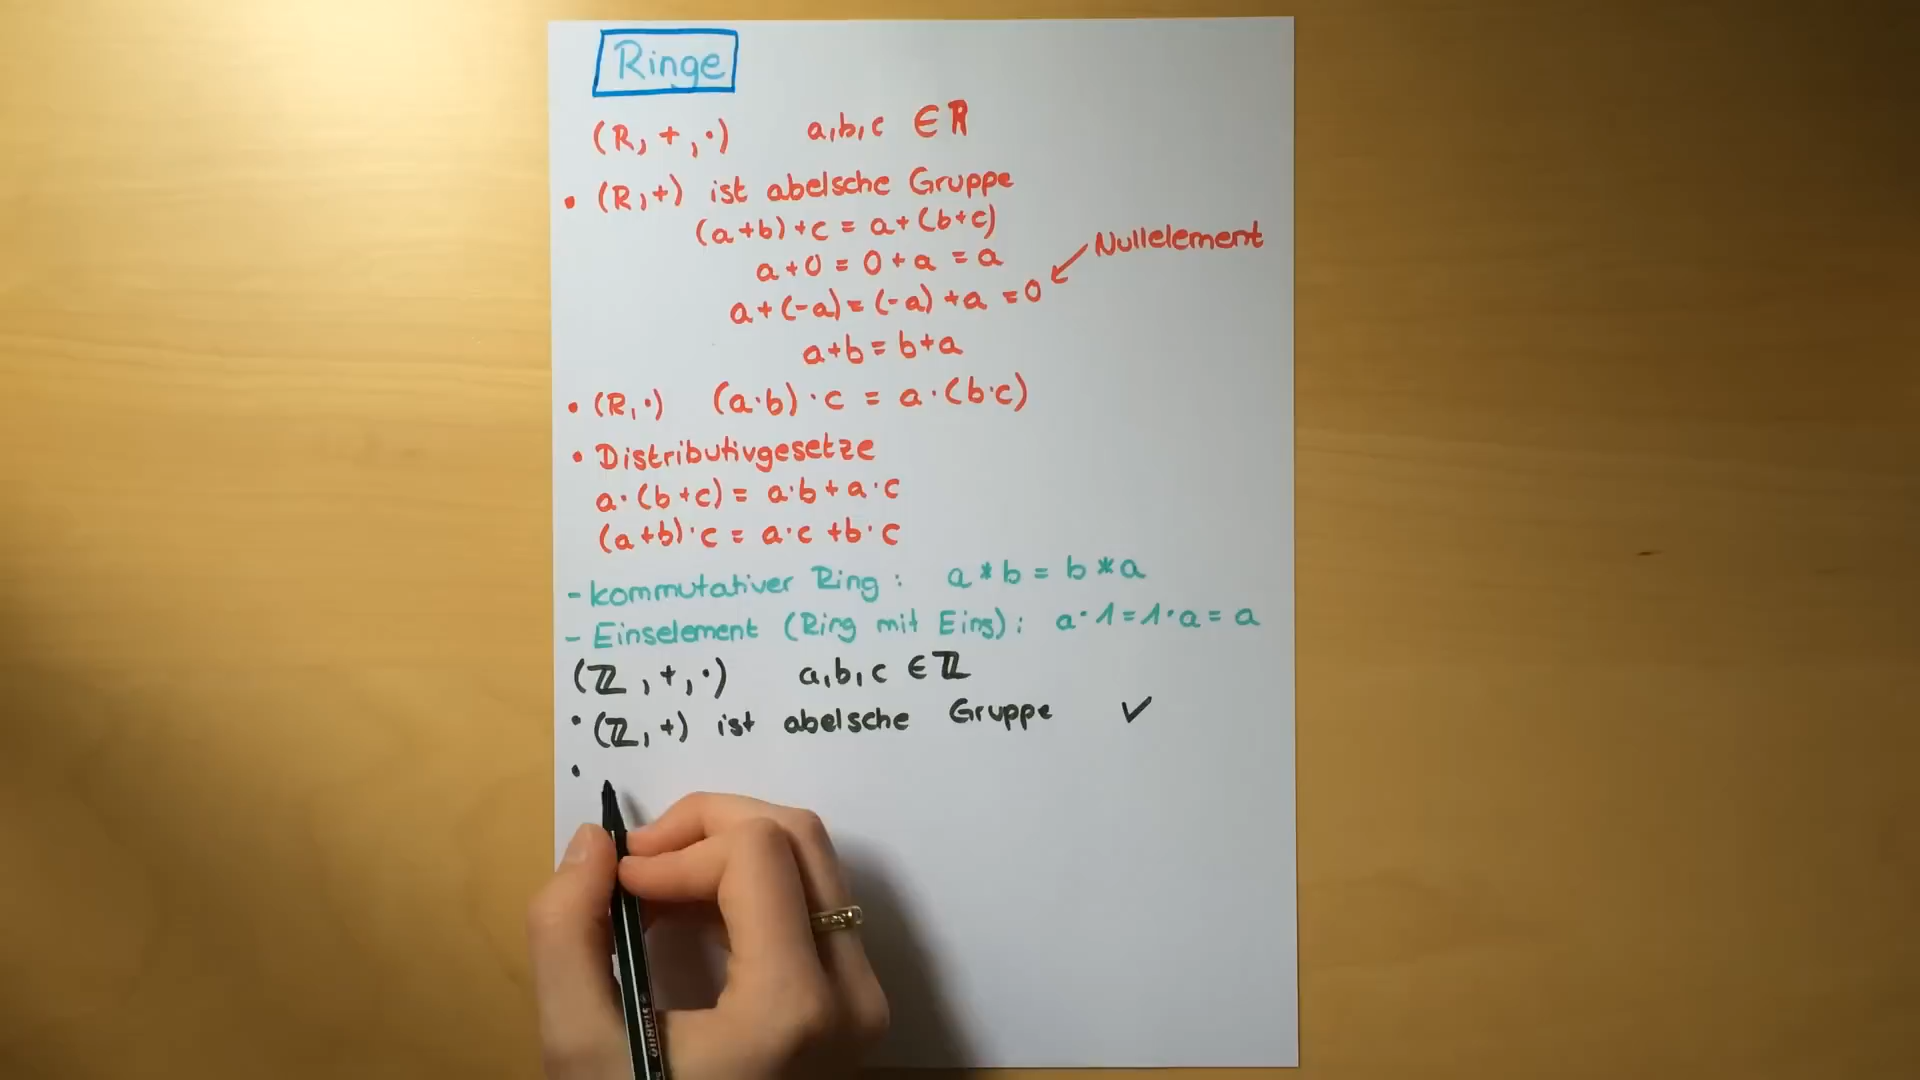 Ringe
(R, +, ·) a, b, c ∈ R
• (R, +) ist abelsche Gruppe
(a+b)+c = a+(b+c)
a+0 = 0+a = a
Nullelement
a+(-a) = (-a)+a = 0
a+b = b+a
• (R, ·) (a·b)·c = a·(b·c)
• Distributivgesetze
a·(b+c) = a·b+a·c
(a+b)·c = a·c+b·c
- kommutativer Ring: a*b = b*a
- Einselement (Ring mit Eins): a·1=1·a=a
(ℤ, +, ·) a, b, c ∈ ℤ
• (ℤ, +) ist abelsche Gruppe ✓
•
STABILO